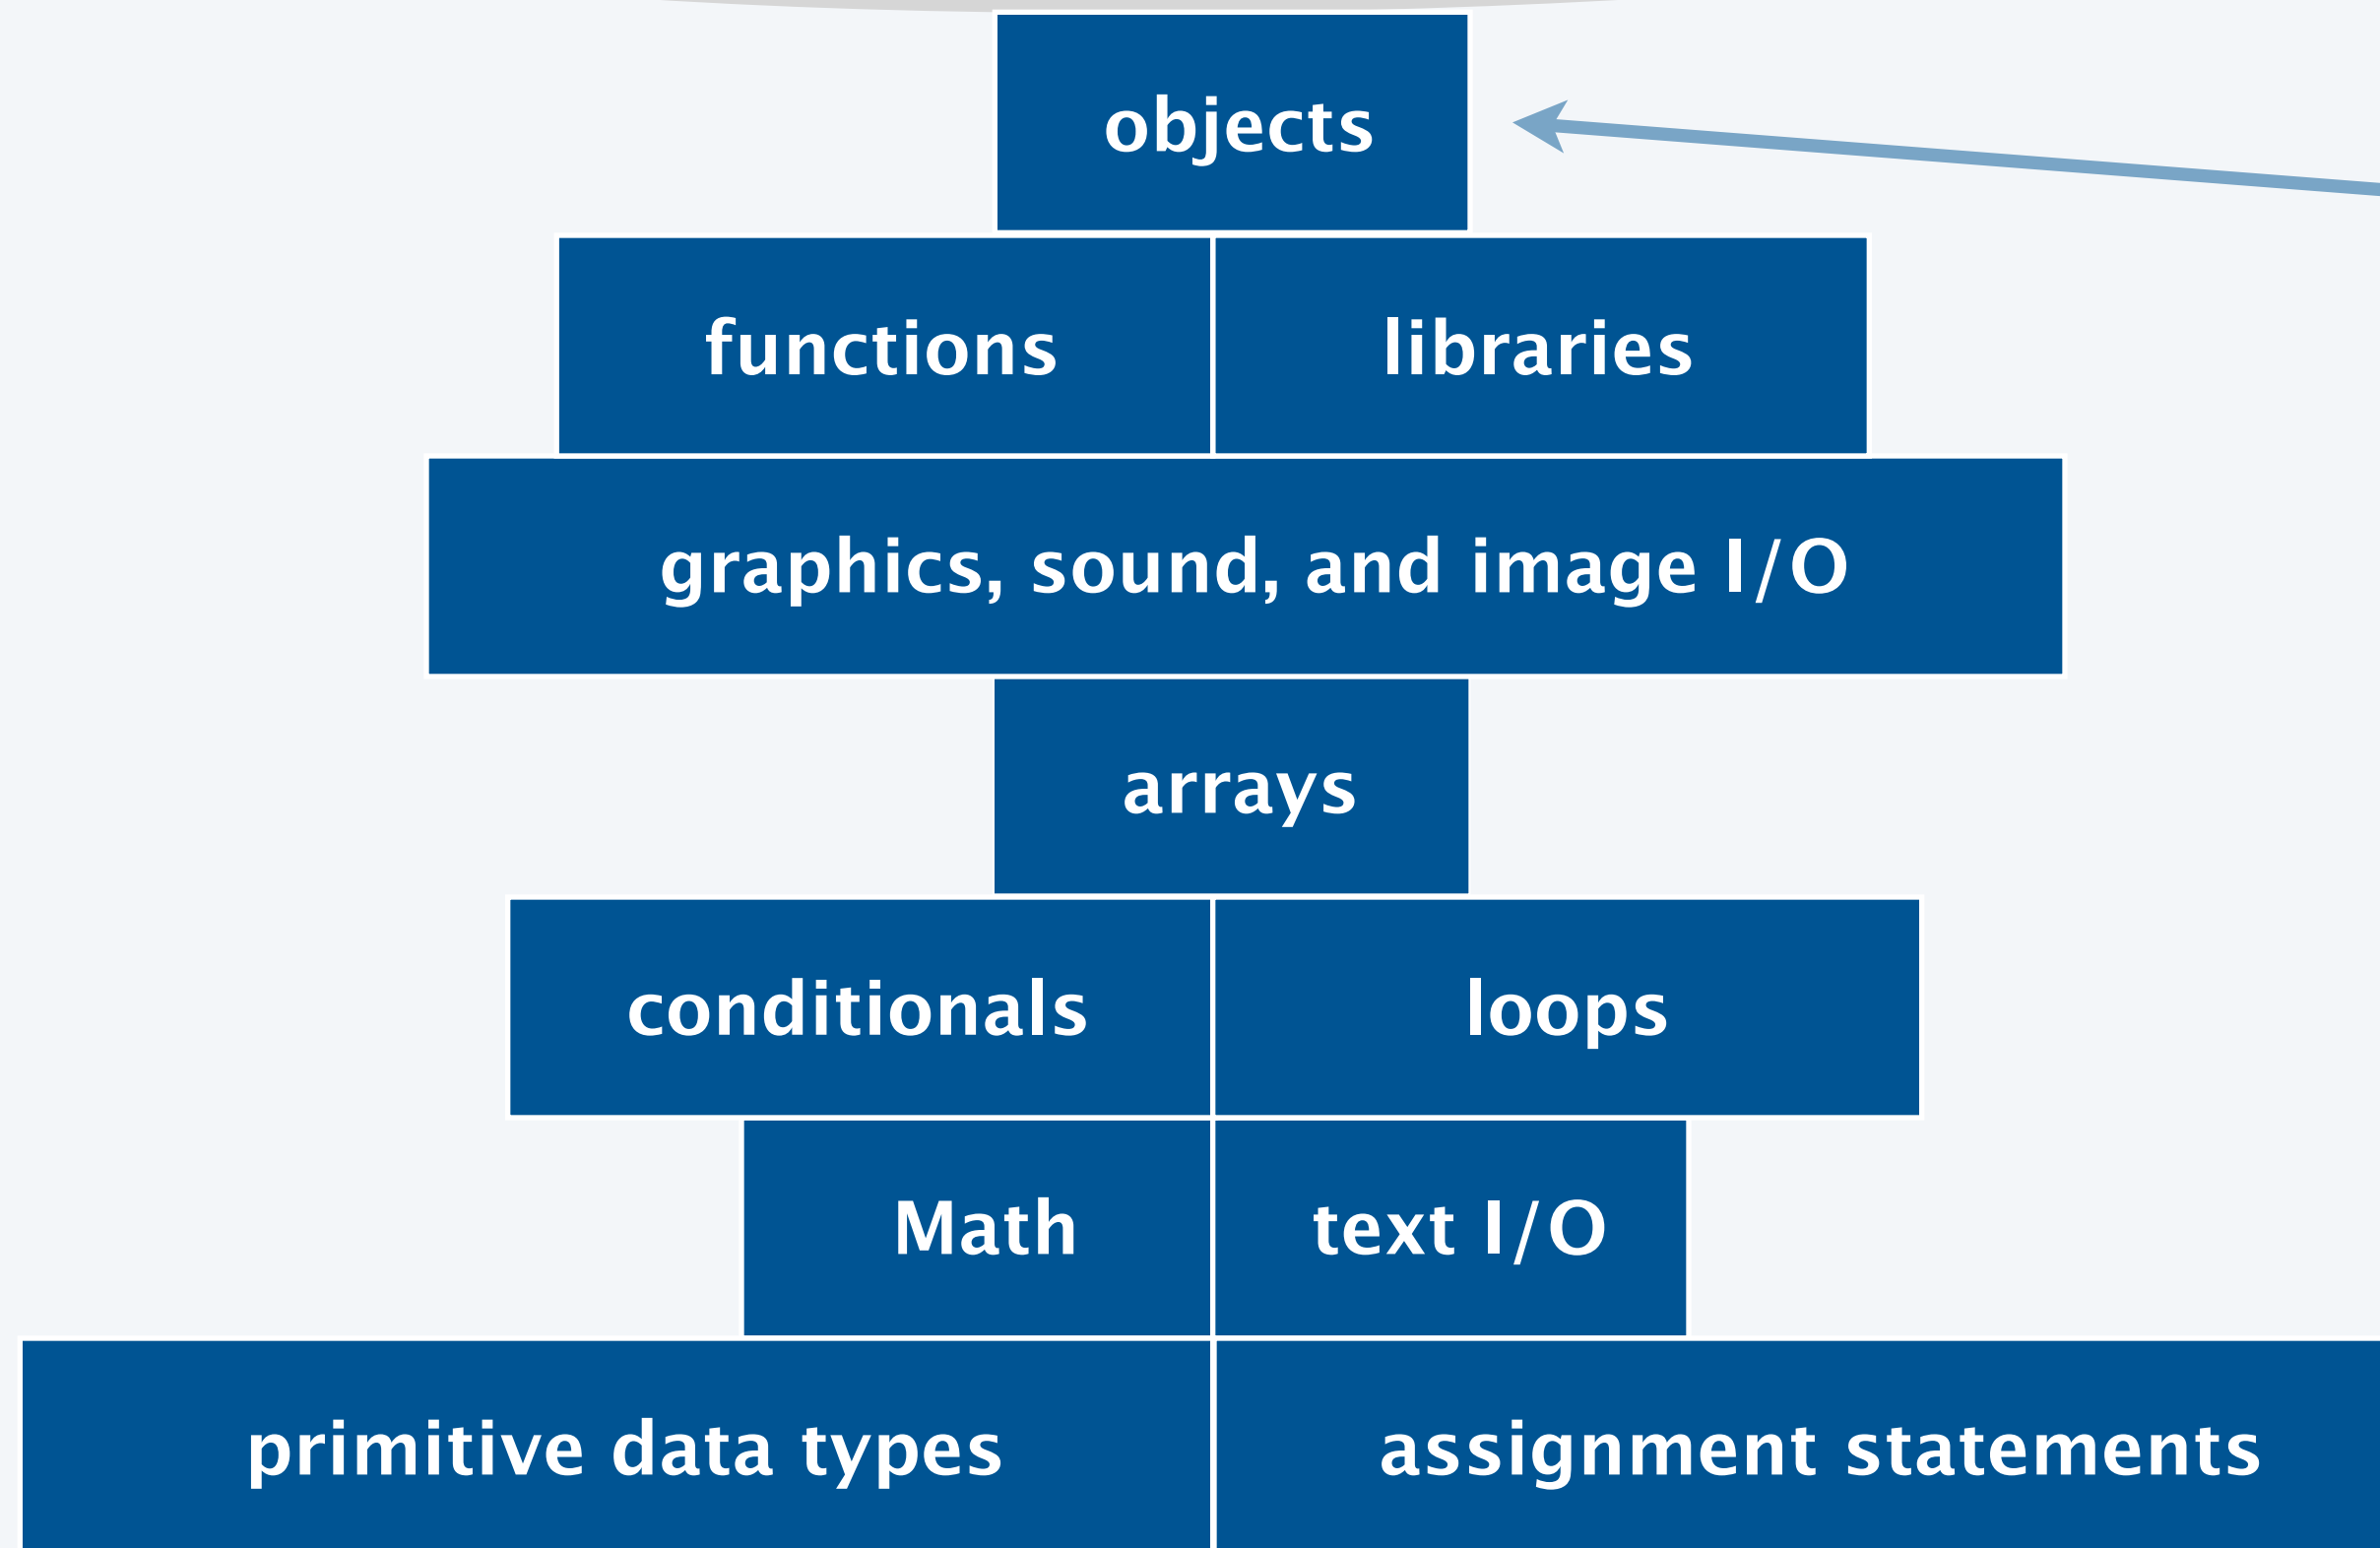 objects
functions libraries
graphics, sound, and image I/O
arrays
conditionals loops
Math text I/O
primitive data types assignment statements